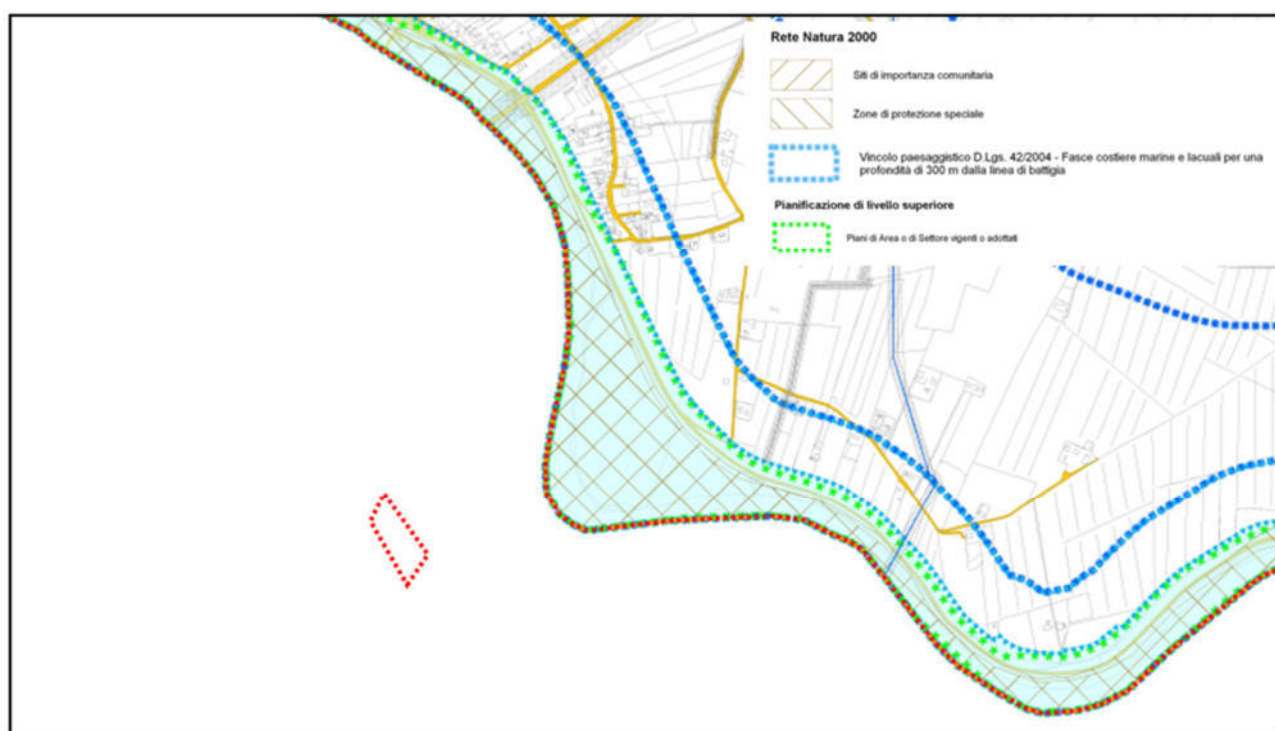 Rete Natura 2000
Siti di importanza comunitaria
Zone di protezione speciale
Vincolo paesaggistico D.Lgs. 42/2004 - Fasce costiere marine e lacuali per una
profondità di 300 m dalla linea di battigia
Pianificazione di livello superiore
Piani di Area o di Settore vigenti o adottati